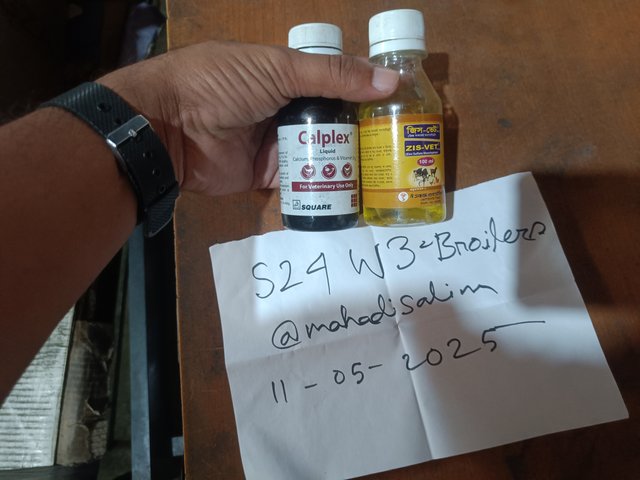 Calplex
Liquid
Calcium, Phosphorus & Vitamin
For Veterinary Use Only
SQUARE
জিস-ভেট
ZIS-VET
100 ml
S24 W3-Broilers
@mahadisalim
11-05-2025